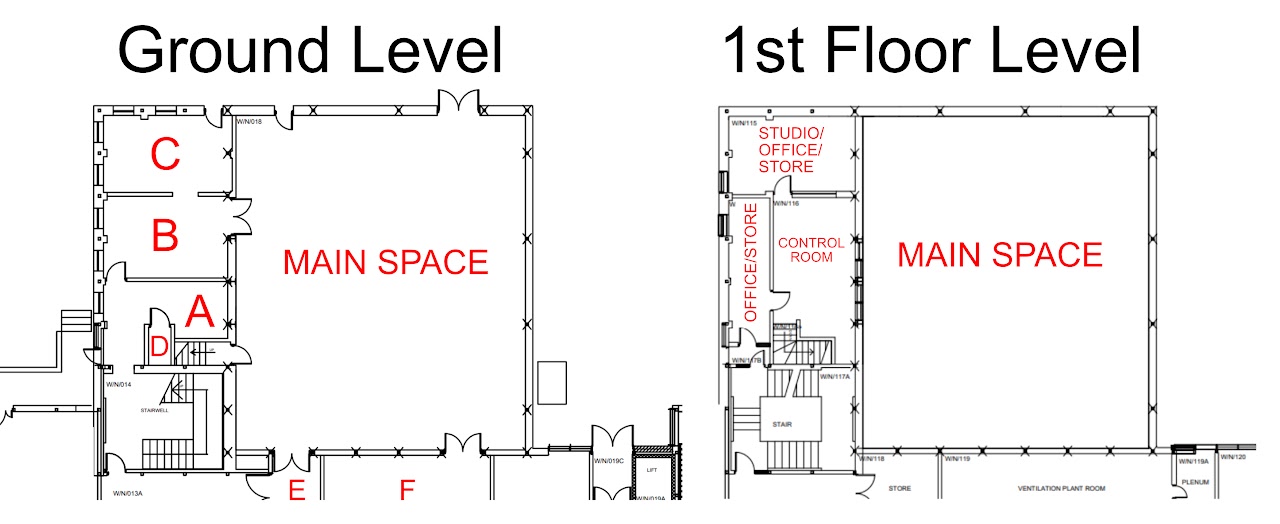 Ground Level
1st Floor Level
W/N/018
C
B
MAIN SPACE
A
D
W/N/014
STAIRWELL
W/N/013A
E
F
W/N/019C
LIFT
W/N/019A
W/N/115
STUDIO/
OFFICE/
STORE
W
W/N/116
OFFICE/STORE
CONTROL
ROOM
MAIN SPACE
W/N/117B
W/N/117A
STAIR
W/N/118
W/N/119
STORE
VENTILATION PLANT ROOM
W/N/119A
W/N/120
PLENUM